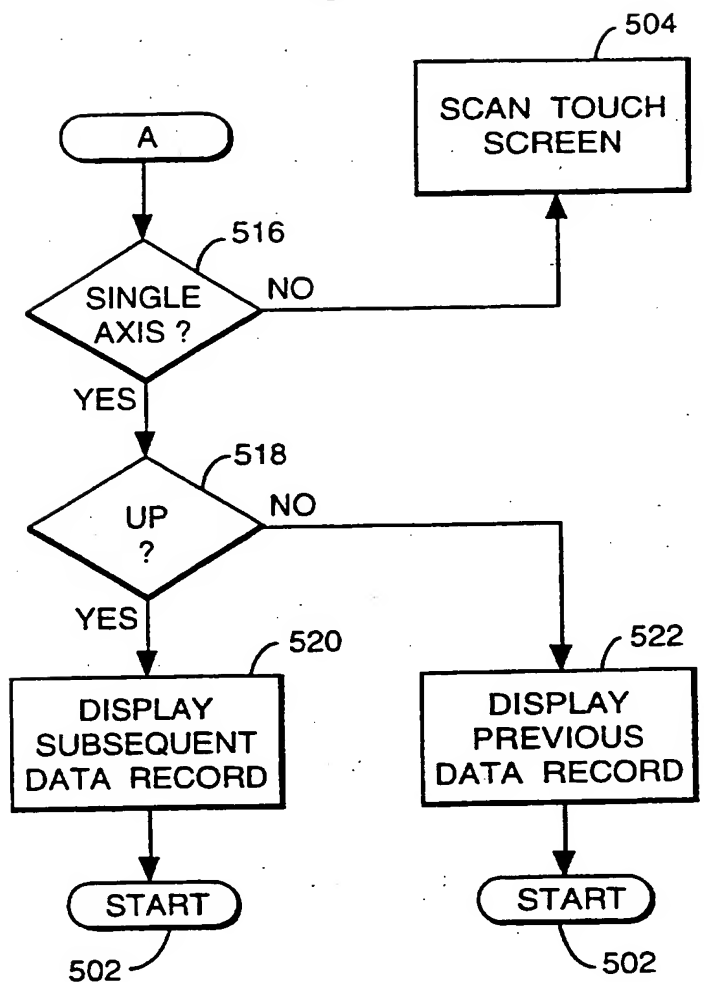 504
SCAN TOUCH
SCREEN
A
516
SINGLE
AXIS ?
NO
YES
518
UP
?
NO
YES
520
DISPLAY
SUBSEQUENT
DATA RECORD
522
DISPLAY
PREVIOUS
DATA RECORD
START
502
START
502